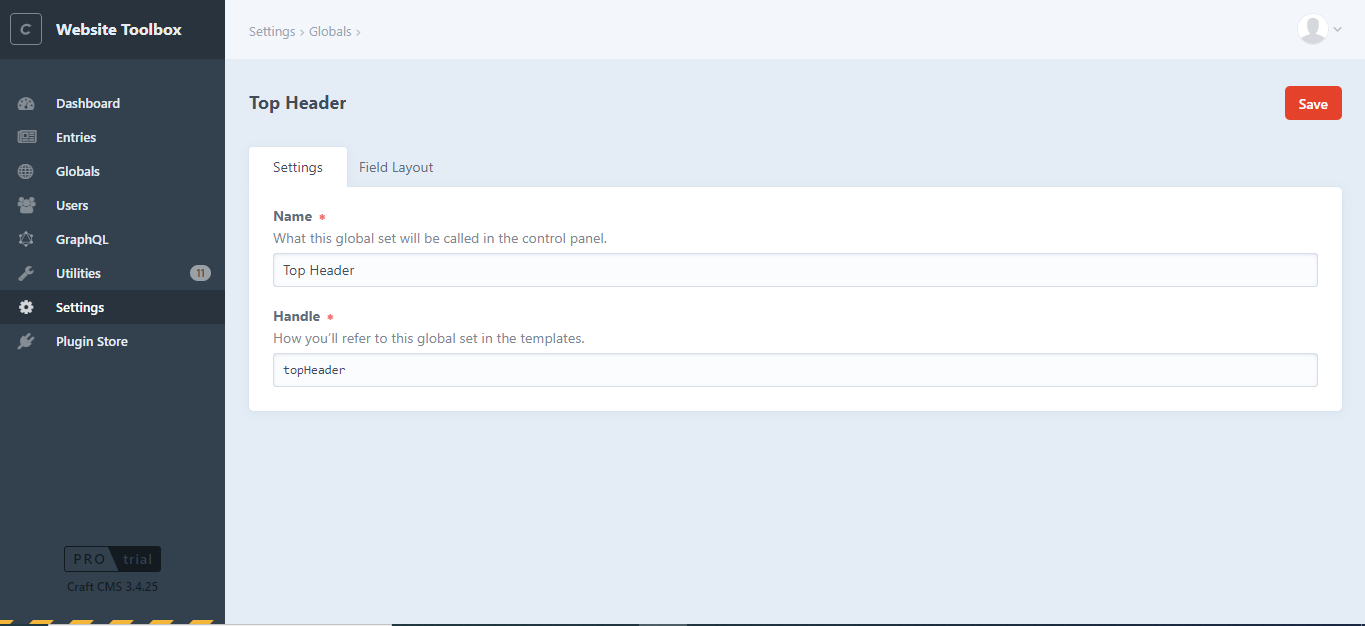 C Website Toolbox
Settings › Globals ›
Dashboard
Entries
Globals
Users
GraphQL
Utilities 11
Settings
Plugin Store
PRO trial
Craft CMS 3.4.25
Top Header
Save
Settings Field Layout
Name *
What this global set will be called in the control panel.
Top Header
Handle *
How you’ll refer to this global set in the templates.
topHeader